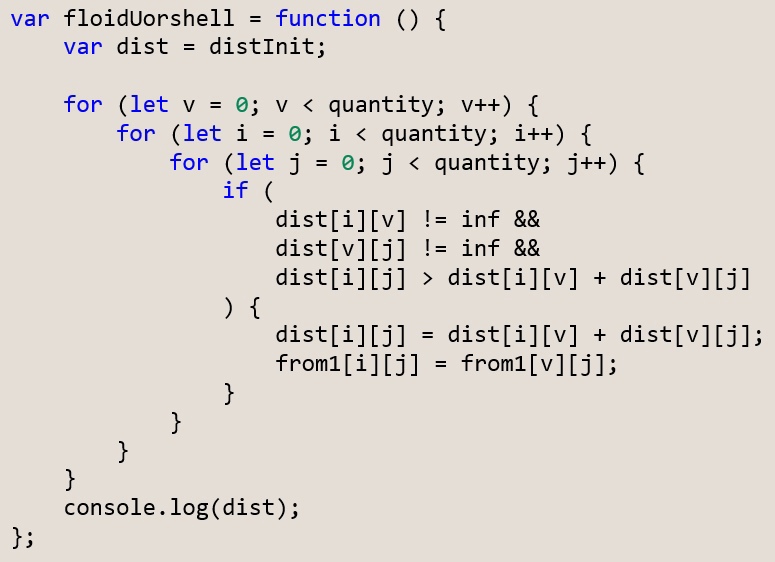 var floidUorshell = function () {
    var dist = distInit;

    for (let v = 0; v < quantity; v++) {
        for (let i = 0; i < quantity; i++) {
            for (let j = 0; j < quantity; j++) {
                if (
                    dist[i][v] != inf &&
                    dist[v][j] != inf &&
                    dist[i][j] > dist[i][v] + dist[v][j]
                ) {
                    dist[i][j] = dist[i][v] + dist[v][j];
                    from1[i][j] = from1[v][j];
                }
            }
        }
    }
    console.log(dist);
};